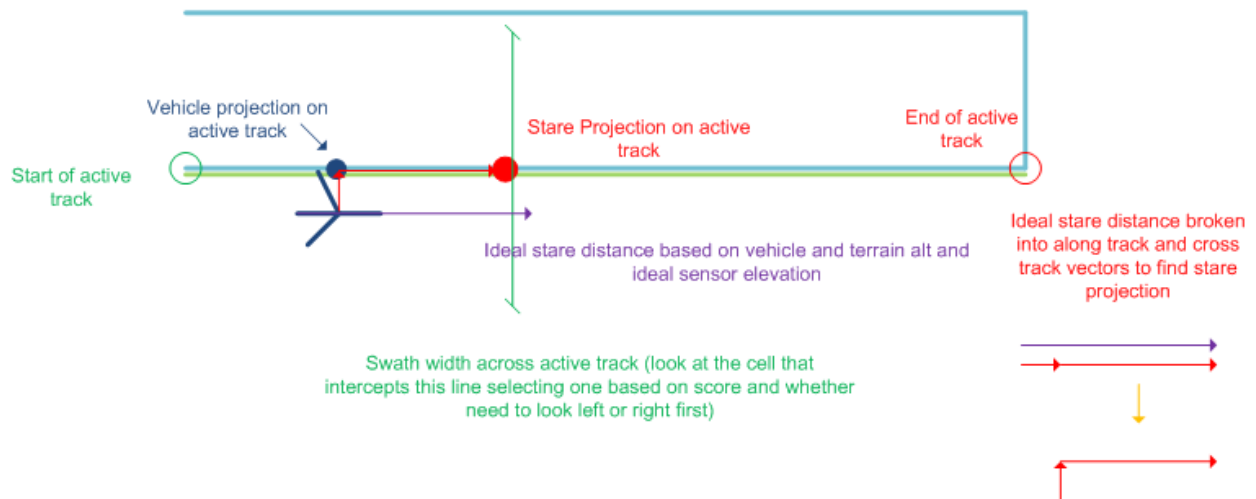 Vehicle projection on
active track
Stare Projection on active
track
End of active
track
Start of active
track
Ideal stare distance based on vehicle and terrain alt and
ideal sensor elevation
Ideal stare distance broken
into along track and cross
track vectors to find stare
projection
Swath width across active track (look at the cell that
intercepts this line selecting one based on score and whether
need to look left or right first)